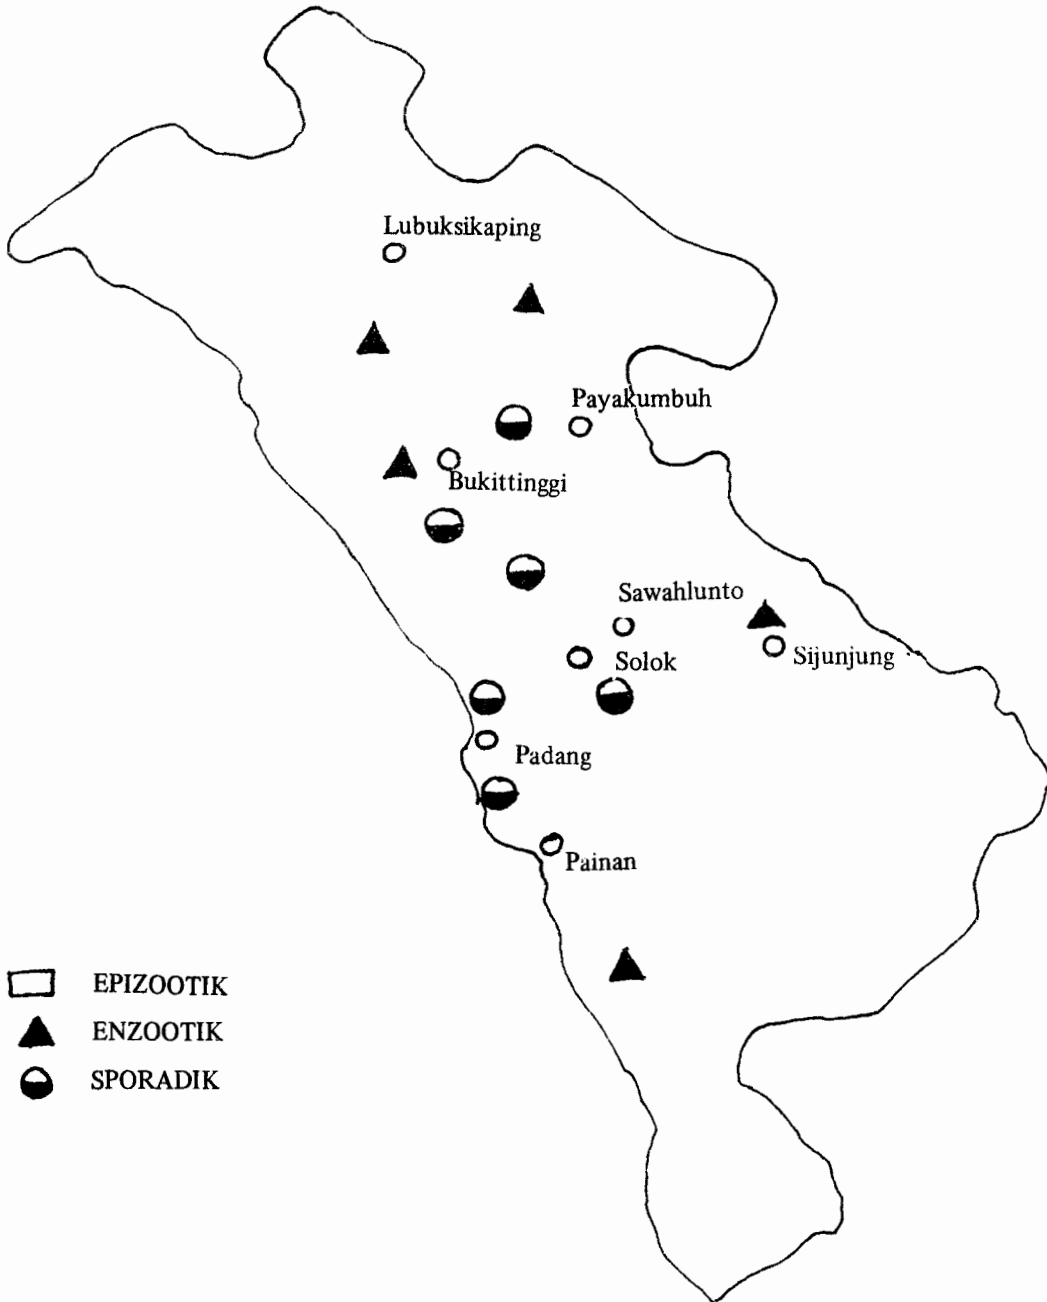 Lubuksikaping
Payakumbuh
Bukittinggi
Sawahlunto
Sijunjung
Solok
Padang
Painan
EPIZOOTIK
ENZOOTIK
SPORADIK